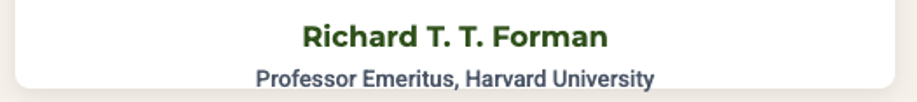 Richard T. T. Forman
Professor Emeritus, Harvard University